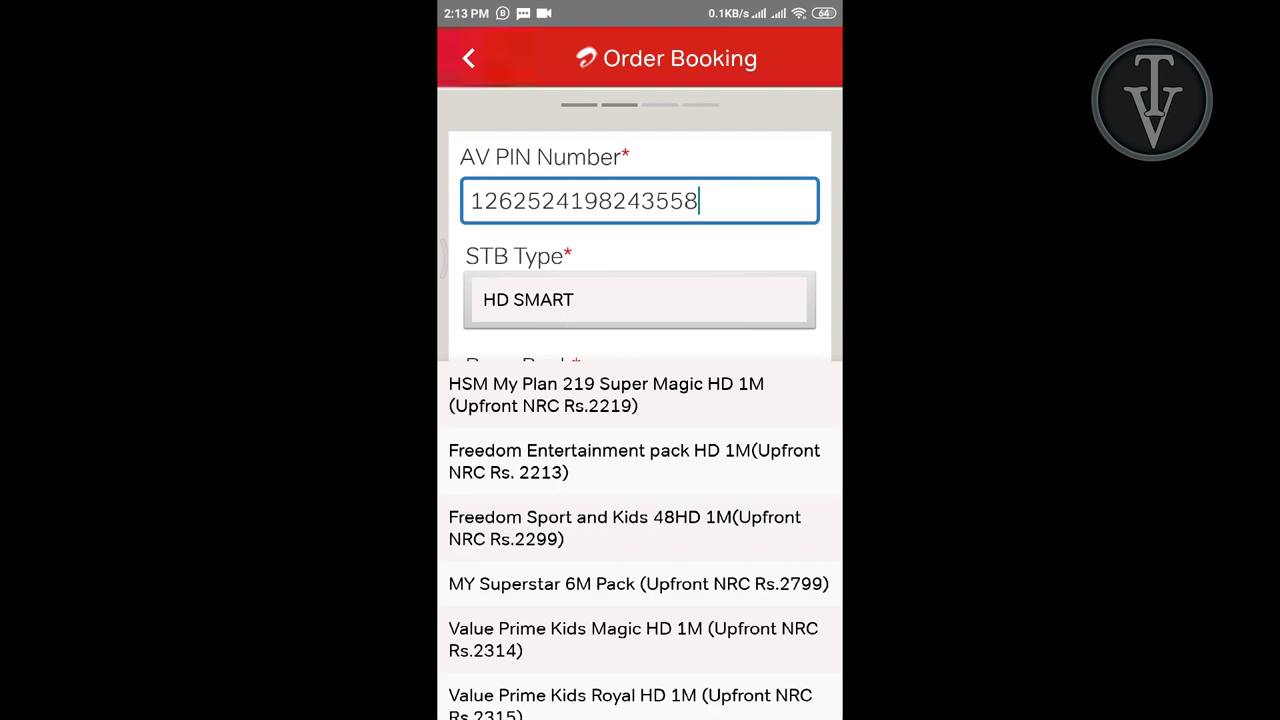 2:13 PM
0.1KB/s
64
Order Booking
AV PIN Number*
1262524198243558
STB Type*
HD SMART
HSM My Plan 219 Super Magic HD 1M
(Upfront NRC Rs.2219)
Freedom Entertainment pack HD 1M(Upfront
NRC Rs. 2213)
Freedom Sport and Kids 48HD 1M(Upfront
NRC Rs.2299)
MY Superstar 6M Pack (Upfront NRC Rs.2799)
Value Prime Kids Magic HD 1M (Upfront NRC
Rs.2314)
Value Prime Kids Royal HD 1M (Upfront NRC
Rs.2315)
TV